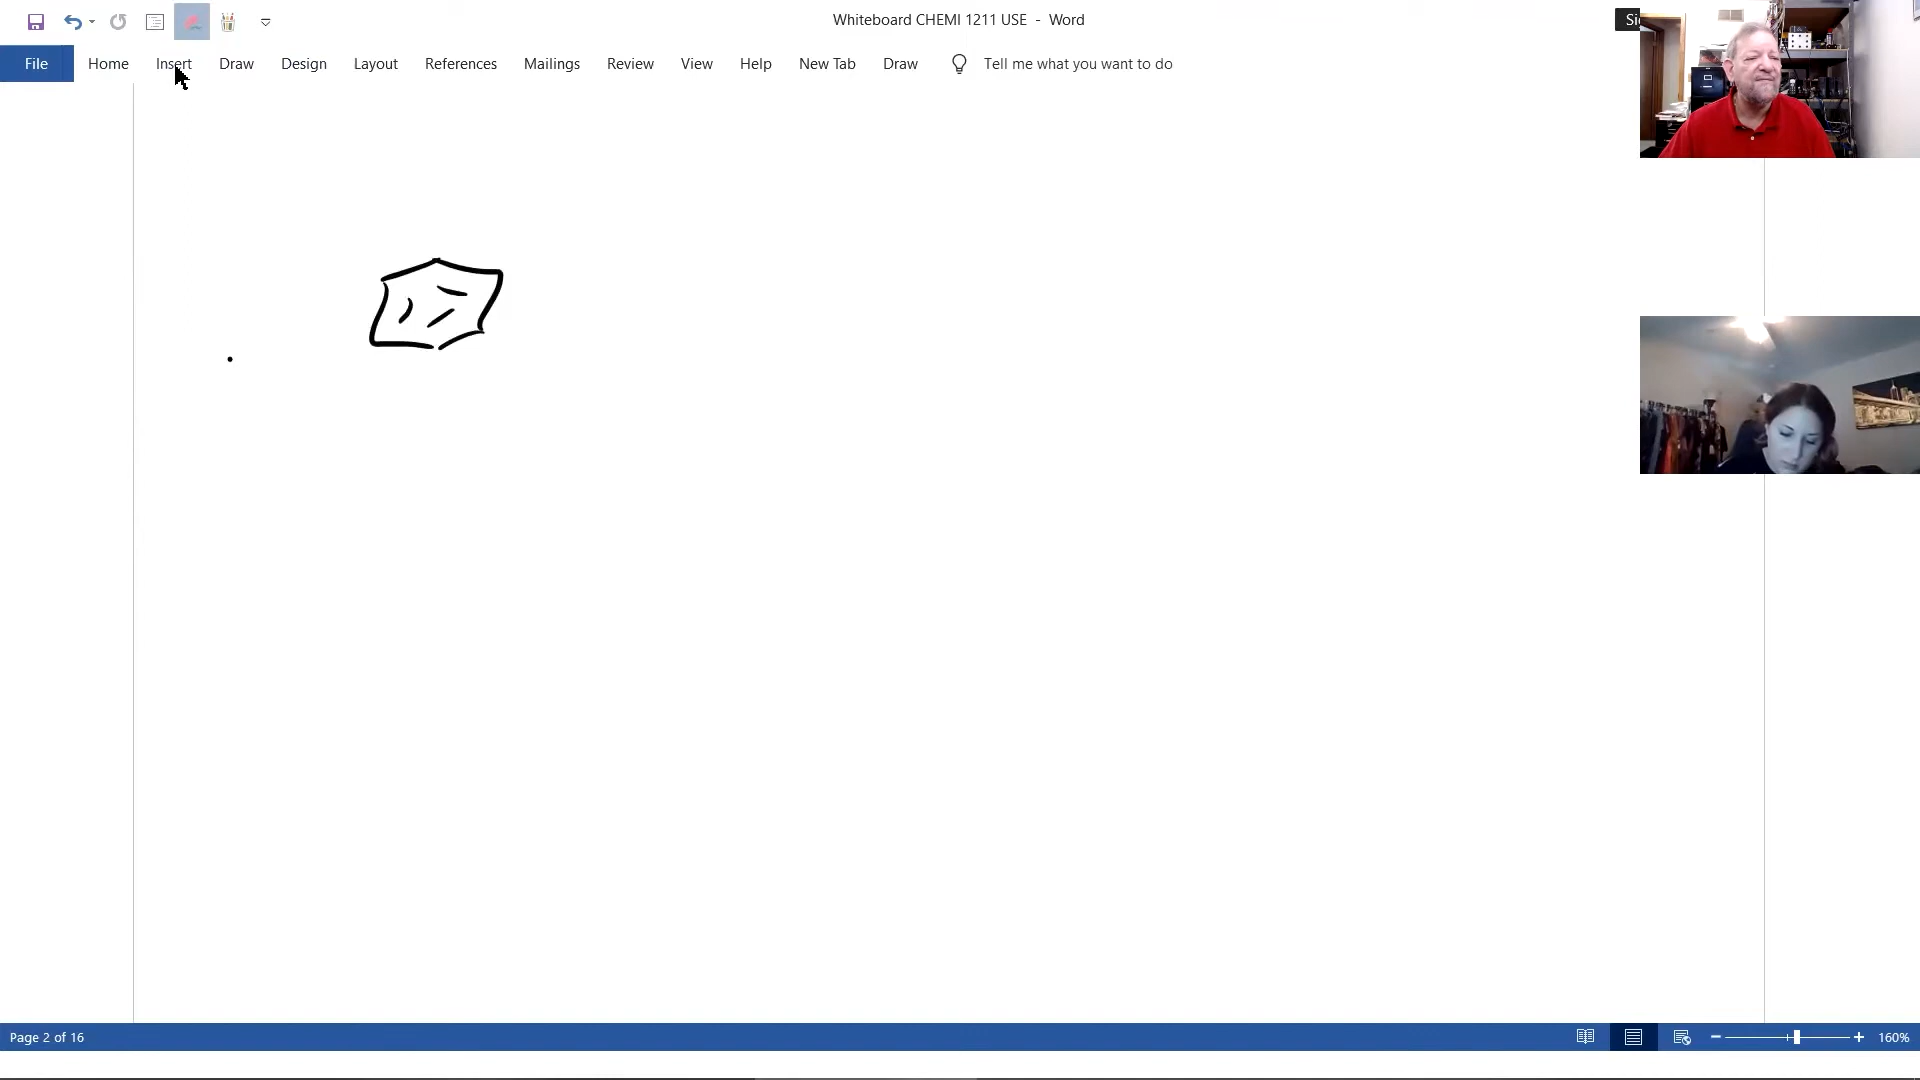 Whiteboard CHEMI 1211 USE - Word
File Home Insert Draw Design Layout References Mailings Review View Help New Tab Draw Tell me what you want to do
Page 2 of 16
160%